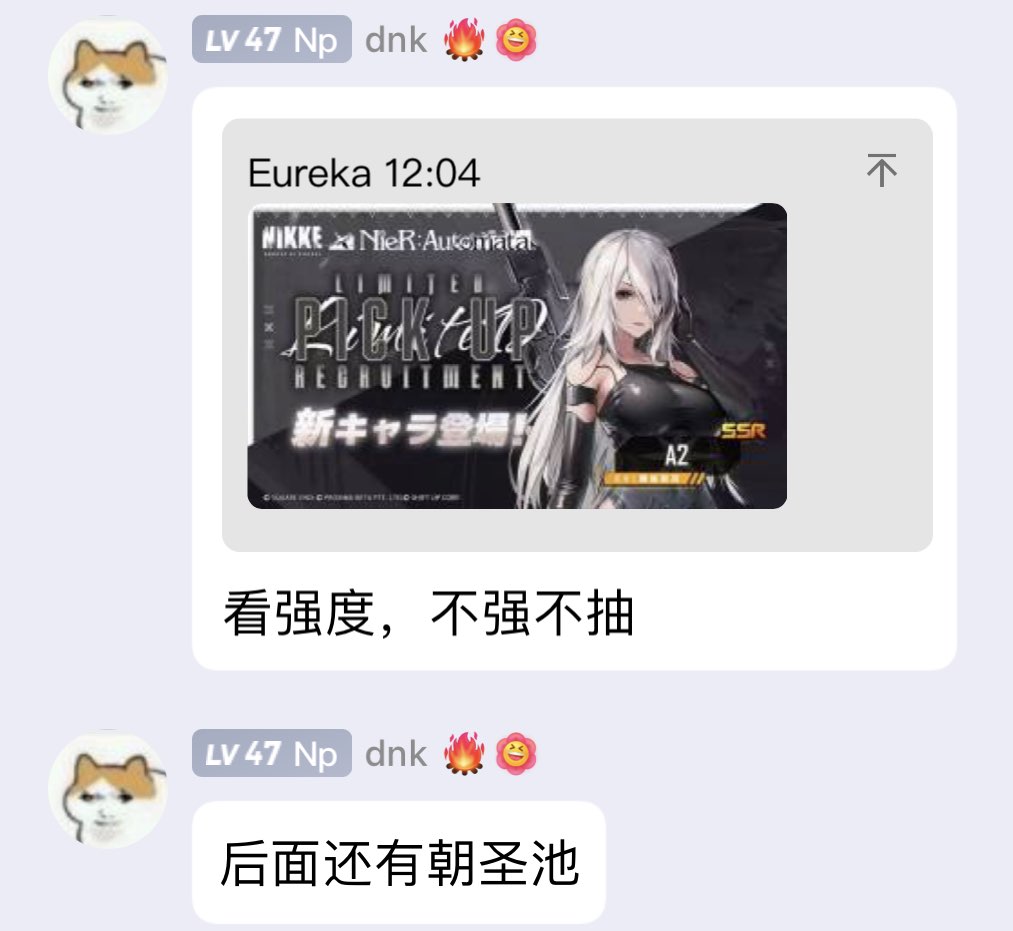 LV 47 Np dnk
Eureka 12:04
NIKKE NieR:Automata
LIMITED
PICK UP
Limited
RECRUITMENT
新キャラ登場!
SSR
A2
看强度，不强不抽
LV 47 Np dnk
后面还有朝圣池